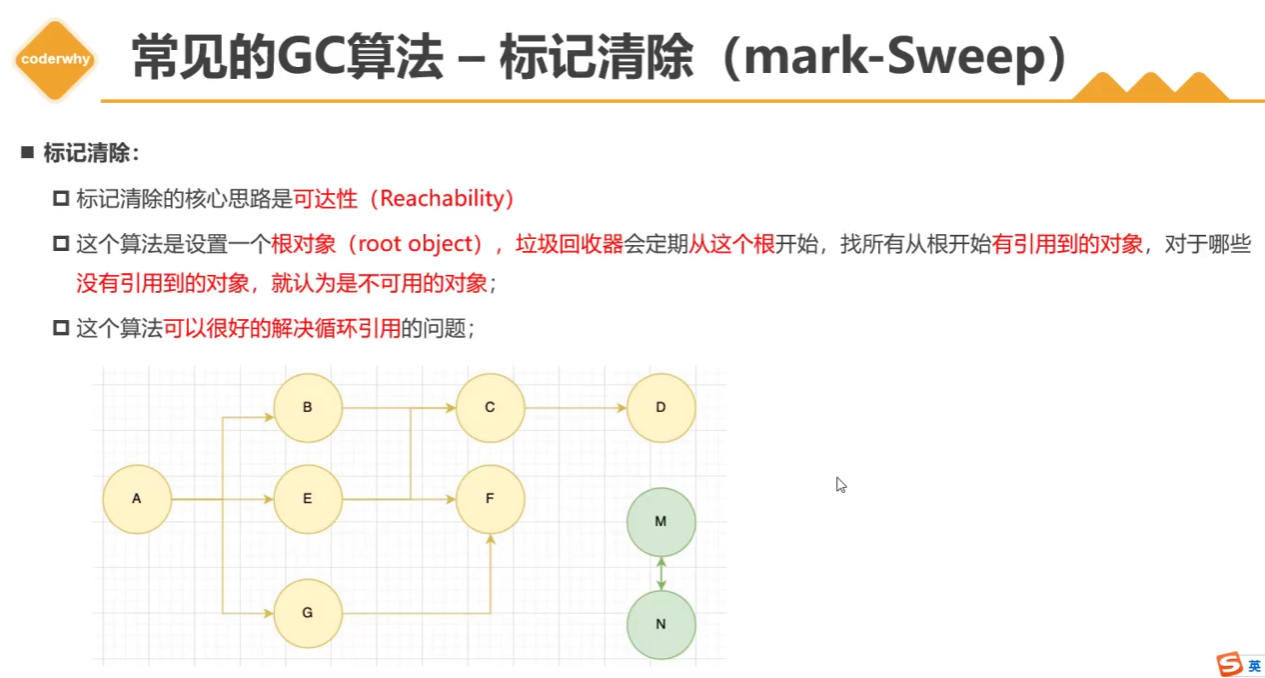 coderwhy
常见的GC算法 – 标记清除（mark-Sweep）
标记清除：
标记清除的核心思路是可达性（Reachability）
这个算法是设置一个根对象（root object），垃圾回收器会定期从这个根开始，找所有从根开始有引用到的对象，对于哪些
没有引用到的对象，就认为是不可用的对象；
这个算法可以很好的解决循环引用的问题；
B
C
D
A
E
F
M
G
N
S 英